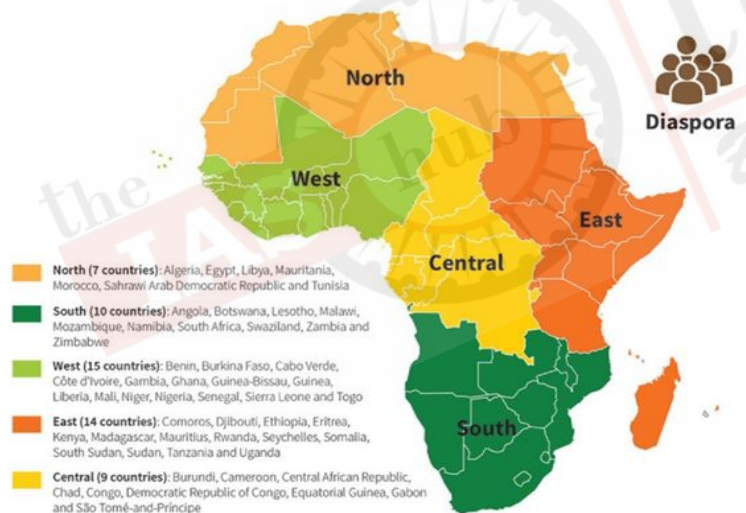 North
Diaspora
West
East
Central
South
the
IAS
hub
North (7 countries): Algeria, Egypt, Libya, Mauritania,
Morocco, Sahrawi Arab Democratic Republic and Tunisia
South (10 countries): Angola, Botswana, Lesotho, Malawi,
Mozambique, Namibia, South Africa, Swaziland, Zambia and
Zimbabwe
West (15 countries): Benin, Burkina Faso, Cabo Verde,
Côte d'Ivoire, Gambia, Ghana, Guinea-Bissau, Guinea,
Liberia, Mali, Niger, Nigeria, Senegal, Sierra Leone and Togo
East (14 countries): Comoros, Djibouti, Ethiopia, Eritrea,
Kenya, Madagascar, Mauritius, Rwanda, Seychelles, Somalia,
South Sudan, Sudan, Tanzania and Uganda
Central (9 countries): Burundi, Cameroon, Central African Republic,
Chad, Congo, Democratic Republic of Congo, Equatorial Guinea, Gabon
and São Tomé-and-Príncipe